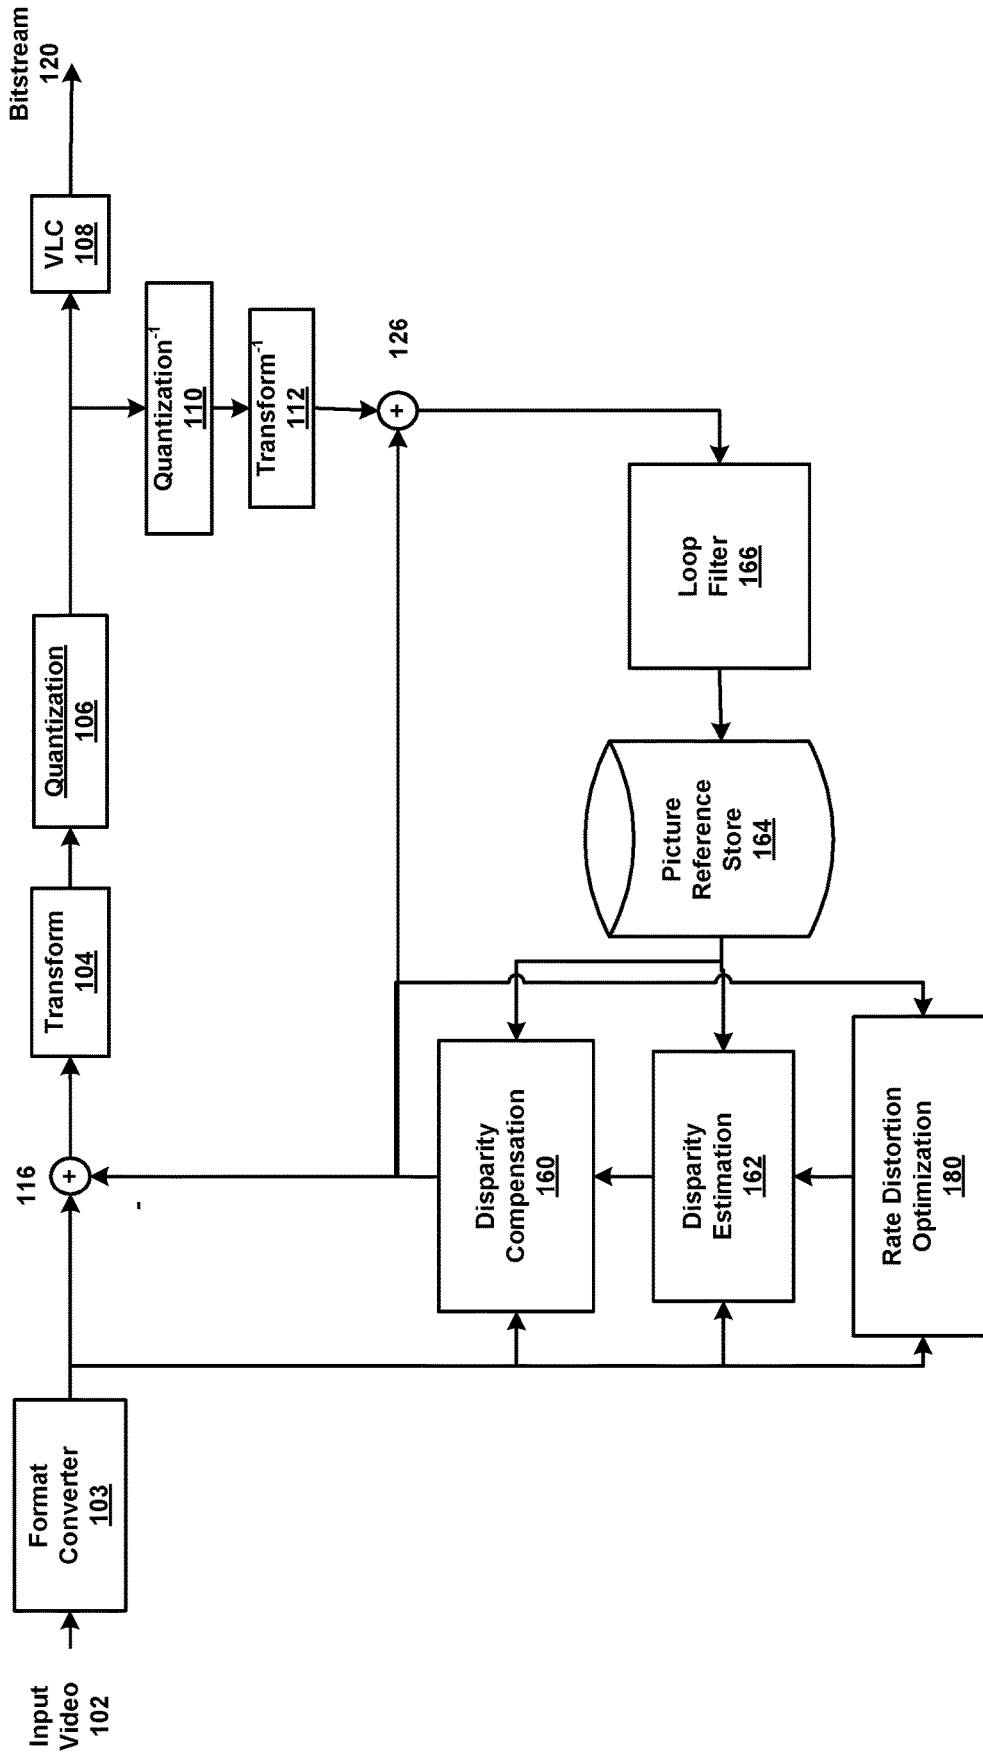 Input
Video
102
Format
Converter
103
116
+
-
Transform
104
Quantization
106
VLC
108
Bitstream
120
Quantization-1
110
Transform-1
112
+
126
Disparity
Compensation
160
Disparity
Estimation
162
Rate Distortion
Optimization
180
Picture
Reference
Store
164
Loop
Filter
166